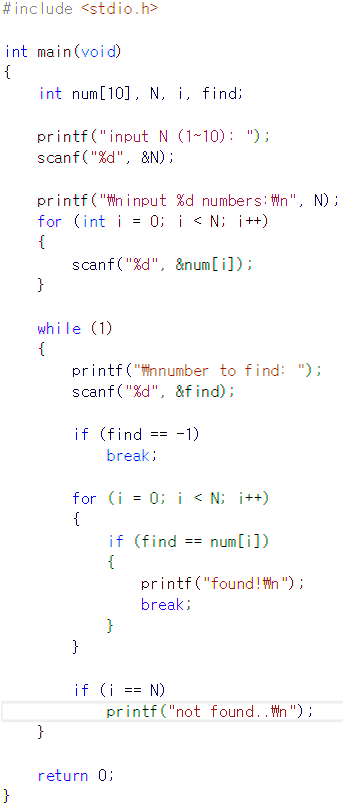 #include <stdio.h>
int main(void)
{
int num[10], N, i, find;
printf("input N (1~10): ");
scanf("%d", &N);
printf("₩ninput %d numbers:₩n", N);
for (int i = 0; i < N; i++)
{
scanf("%d", &num[i]);
}
while (1)
{
printf("₩nnumber to find: ");
scanf("%d", &find);
if (find == -1)
break;
for (i = 0; i < N; i++)
{
if (find == num[i])
{
printf("found!₩n");
break;
}
}
if (i == N)
printf("not found..₩n");
}
return 0;
}